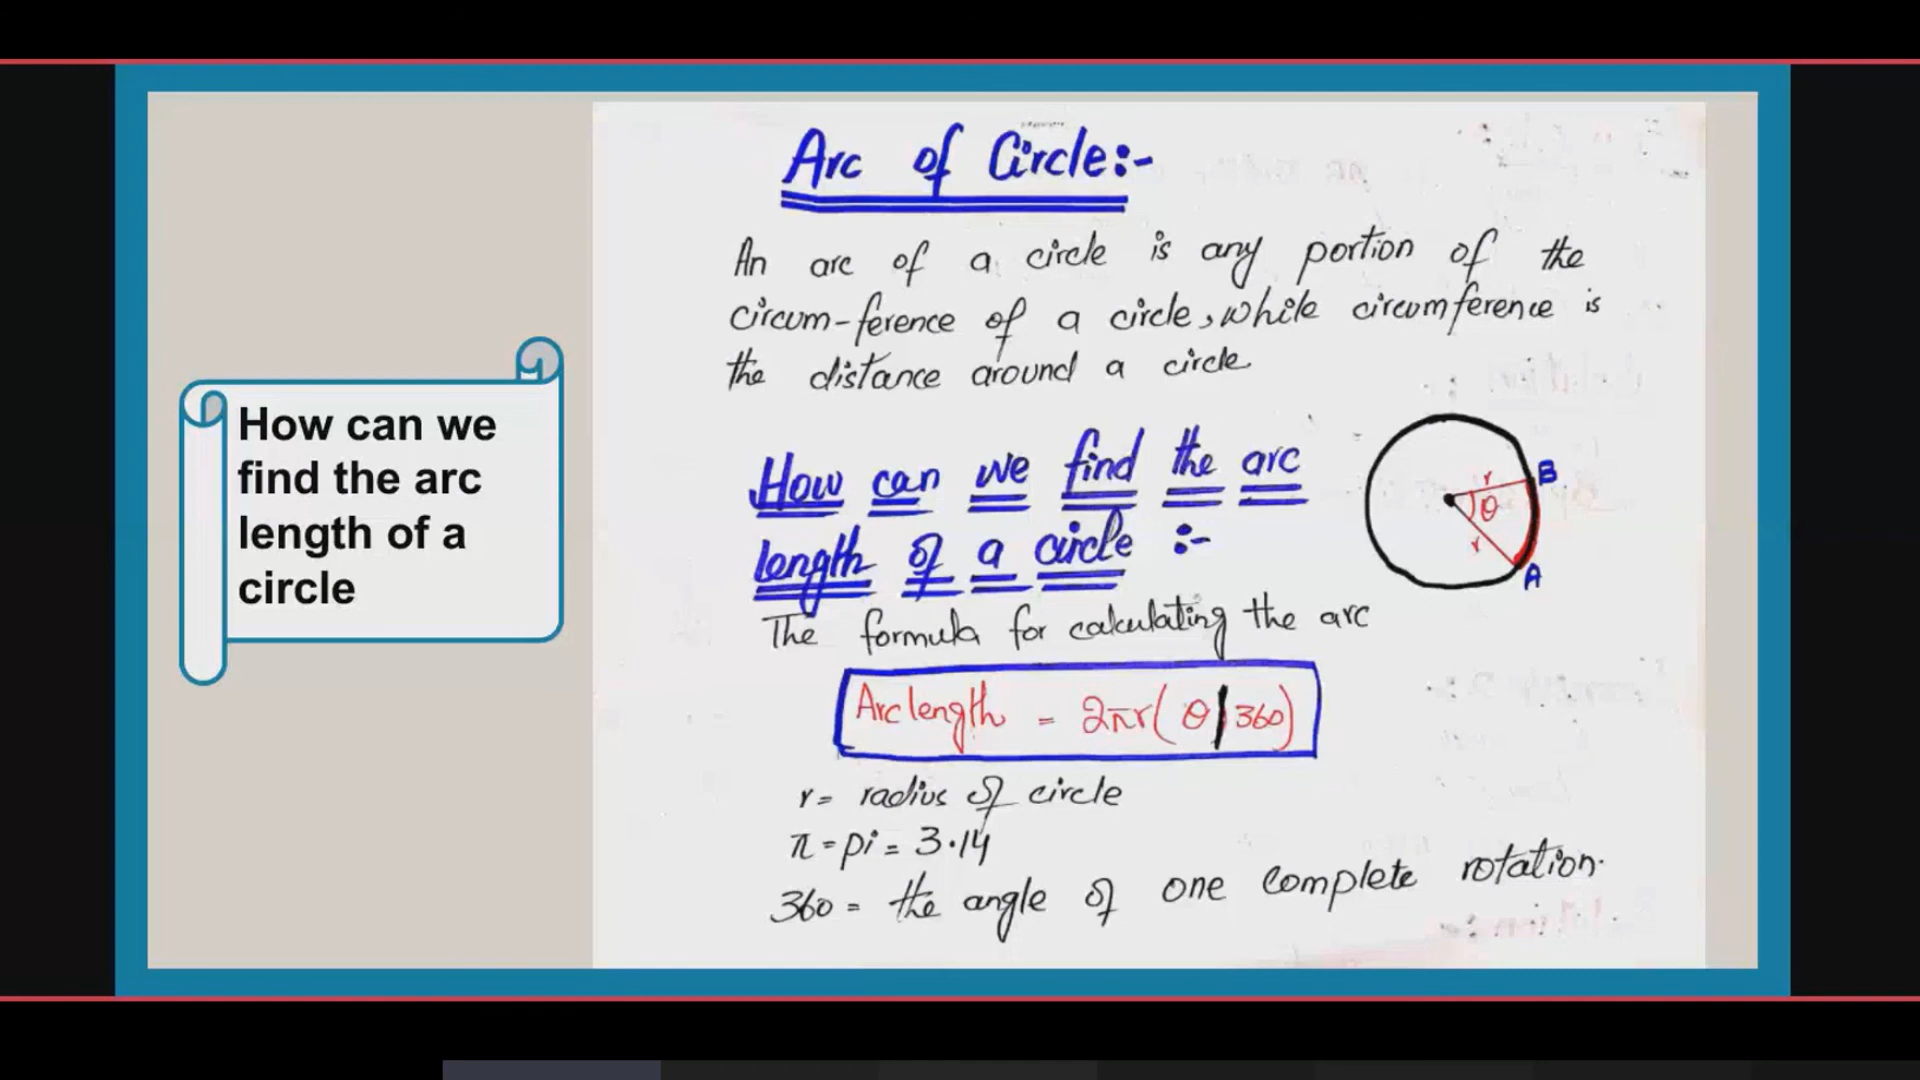 How can we
find the arc
length of a
circle
Arc of Circle:-
An arc of a circle is any portion of the
circum-ference of a circle, while circumference is
the distance around a circle
How can we find the arc
length of a circle :-
The formula for calculating the arc
Arc length = 2πr(θ|360)
r = radius of circle
π = pi = 3.14
360 = the angle of one complete rotation.
B
r
θ
r
A